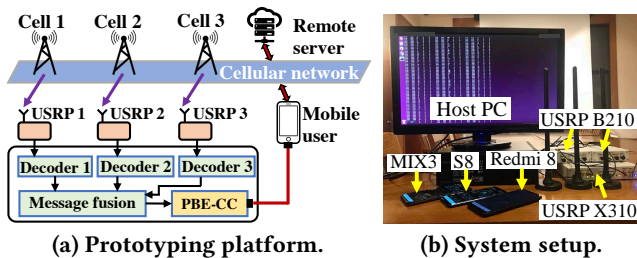 Cell 1 Cell 2 Cell 3
Remote
server
Cellular network
USRP 1 USRP 2 USRP 3
Mobile
user
Decoder 1 Decoder 2 Decoder 3
Message fusion PBE-CC
(a) Prototyping platform.
Host PC
USRP B210
MIX3 S8 Redmi 8
USRP X310
(b) System setup.